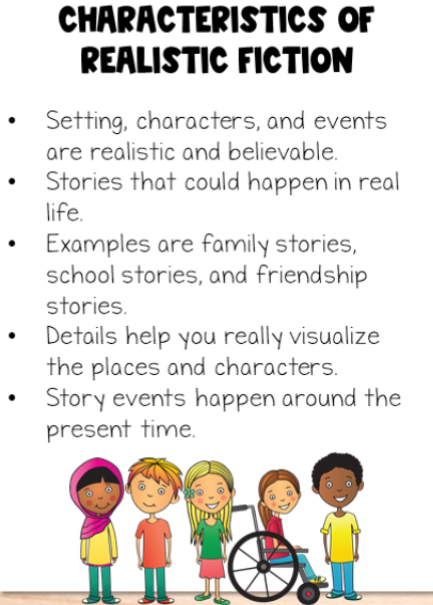 CHARACTERISTICS OF
REALISTIC FICTION
• Setting, characters, and events
are realistic and believable.
• Stories that could happen in real
life.
• Examples are family stories,
school stories, and friendship
stories.
• Details help you really visualize
the places and characters.
• Story events happen around the
present time.